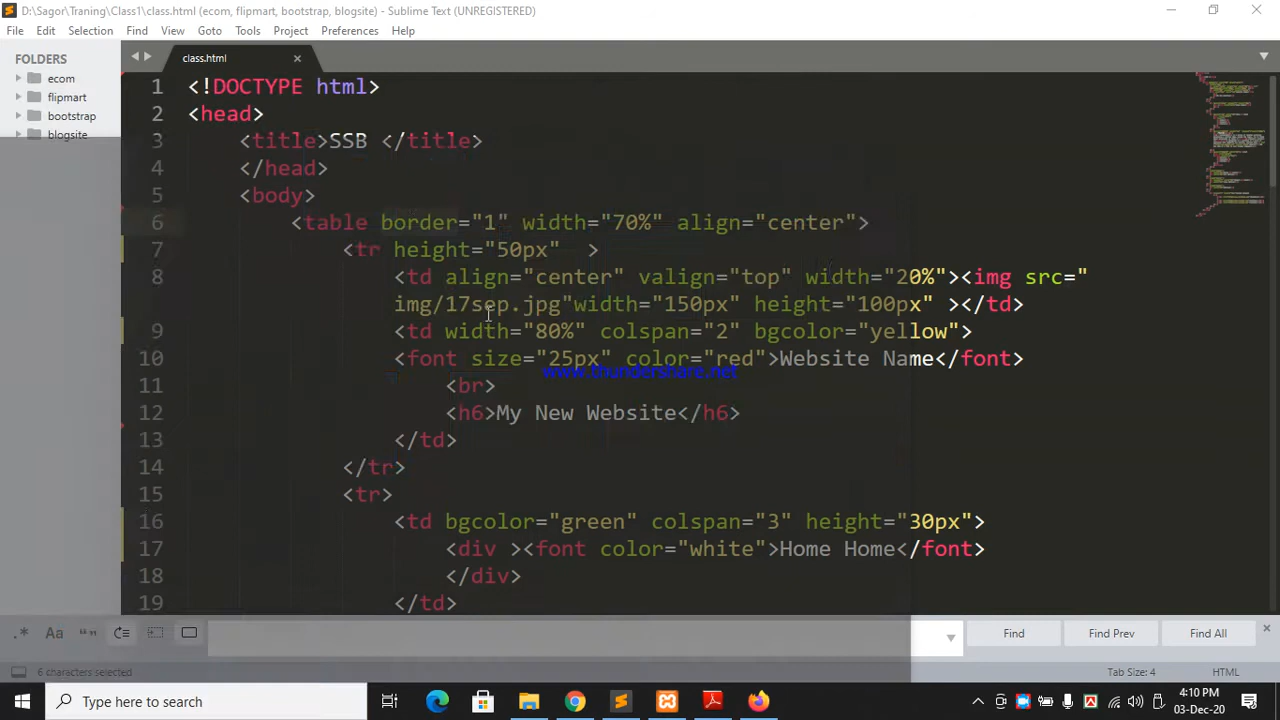 D:\Sagor\Traning\Class1\class.html (ecom, flipmart, bootstrap, blogsite) - Sublime Text (UNREGISTERED)
File Edit Selection Find View Goto Tools Project Preferences Help
FOLDERS
ecom
flipmart
bootstrap
blogsite
class.html
1 <!DOCTYPE html>
2 <head>
3 <title>SSB </title>
4 </head>
5 <body>
6 <table border="1" width="70%" align="center">
7 <tr height="50px" >
8 <td align="center" valign="top" width="20%"><img src="
img/17sep.jpg"width="150px" height="100px" ></td>
9 <td width="80%" colspan="2" bgcolor="yellow">
10 <font size="25px" color="red">Website Name</font>
www.thundershare.net
11 <br>
12 <h6>My New Website</h6>
13 </td>
14 </tr>
15 <tr>
16 <td bgcolor="green" colspan="3" height="30px">
17 <div ><font color="white">Home Home</font>
18 </div>
19 </td>
.* Aa “”
Find Find Prev Find All
6 characters selected
Tab Size: 4 HTML
Type here to search
4:10 PM
03-Dec-20